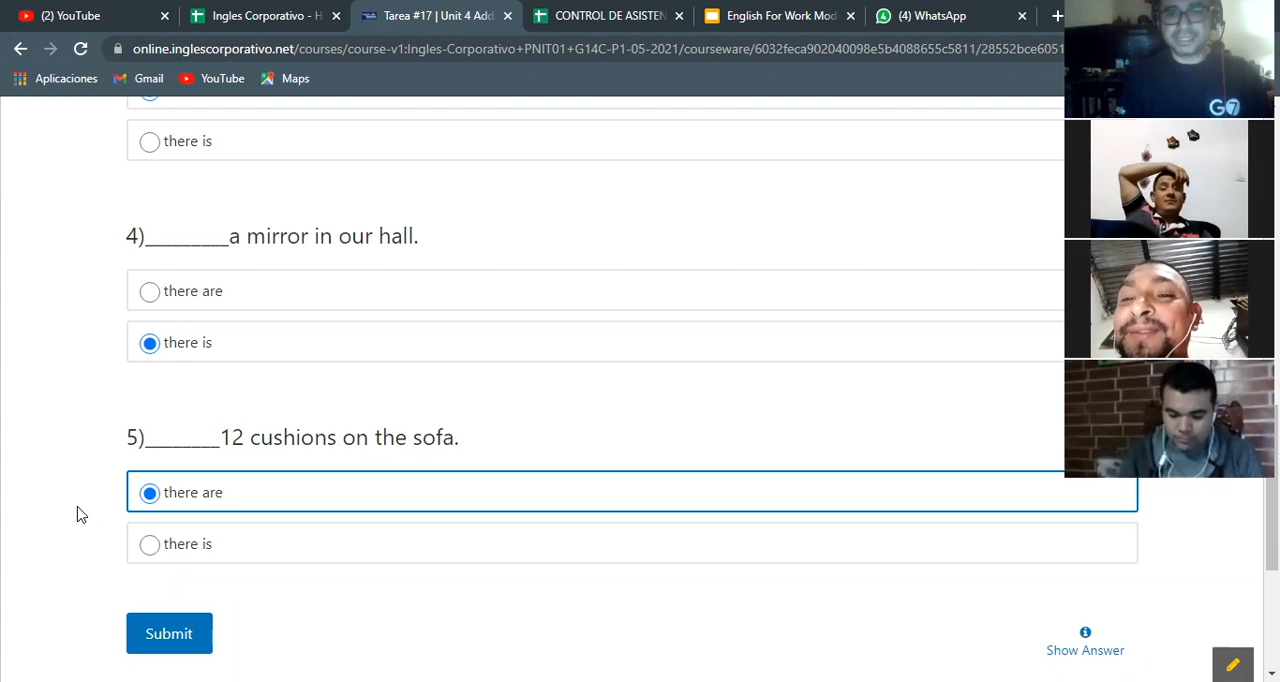 (2) YouTube
Ingles Corporativo - H
Tarea #17 | Unit 4 Add
CONTROL DE ASISTEN
English For Work Mod
(4) WhatsApp
online.inglescorporativo.net/courses/course-v1:Ingles-Corporativo+PNIT01+G14C-P1-05-2021/courseware/6032feca902040098e5b4088655c5811/28552bce6051
Aplicaciones
Gmail
YouTube
Maps
G7
there is
4)_________a mirror in our hall.
there are
there is
5)________12 cushions on the sofa.
there are
there is
Submit
Show Answer